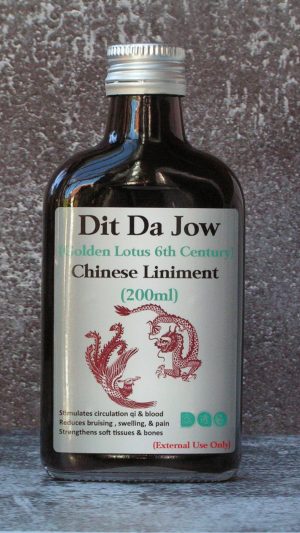 Dit Da Jow
(Golden Lotus 6th Century)
Chinese Liniment
(200ml)
Stimulates circulation qi & blood
Reduces bruising , swelling, & pain
Strengthens soft tissues & bones
(External Use Only)